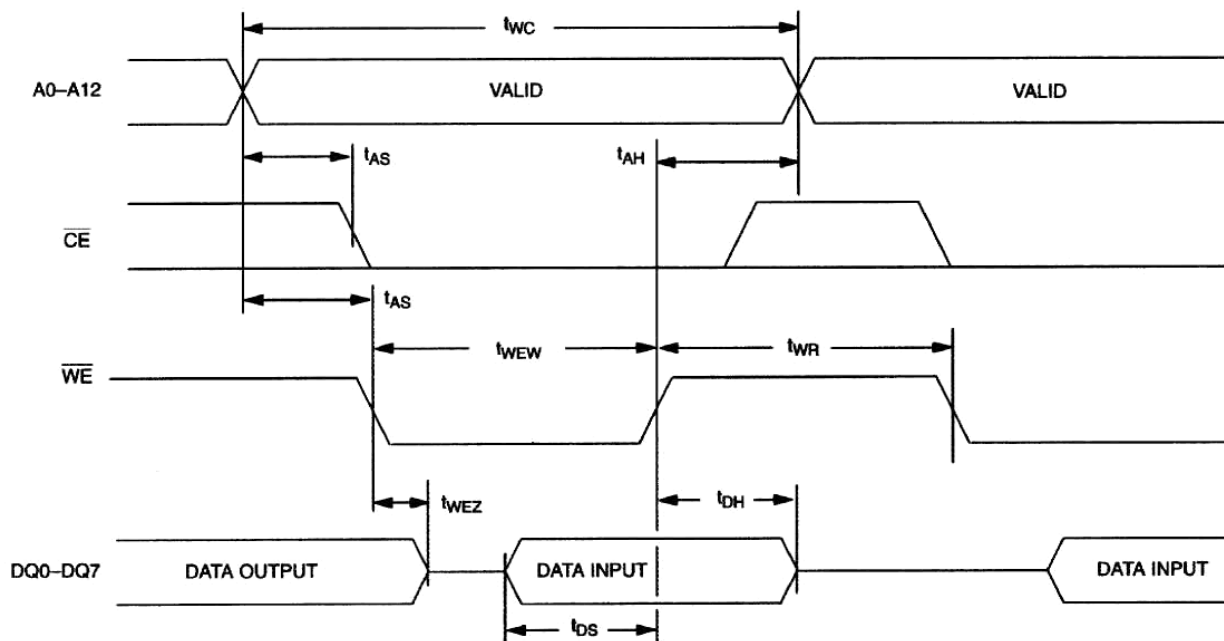 tWC
A0–A12
VALID
VALID
tAS
tAH
CE
tAS
tWEW
tWR
WE
tWEZ
tDH
DQ0–DQ7
DATA OUTPUT
DATA INPUT
DATA INPUT
tDS